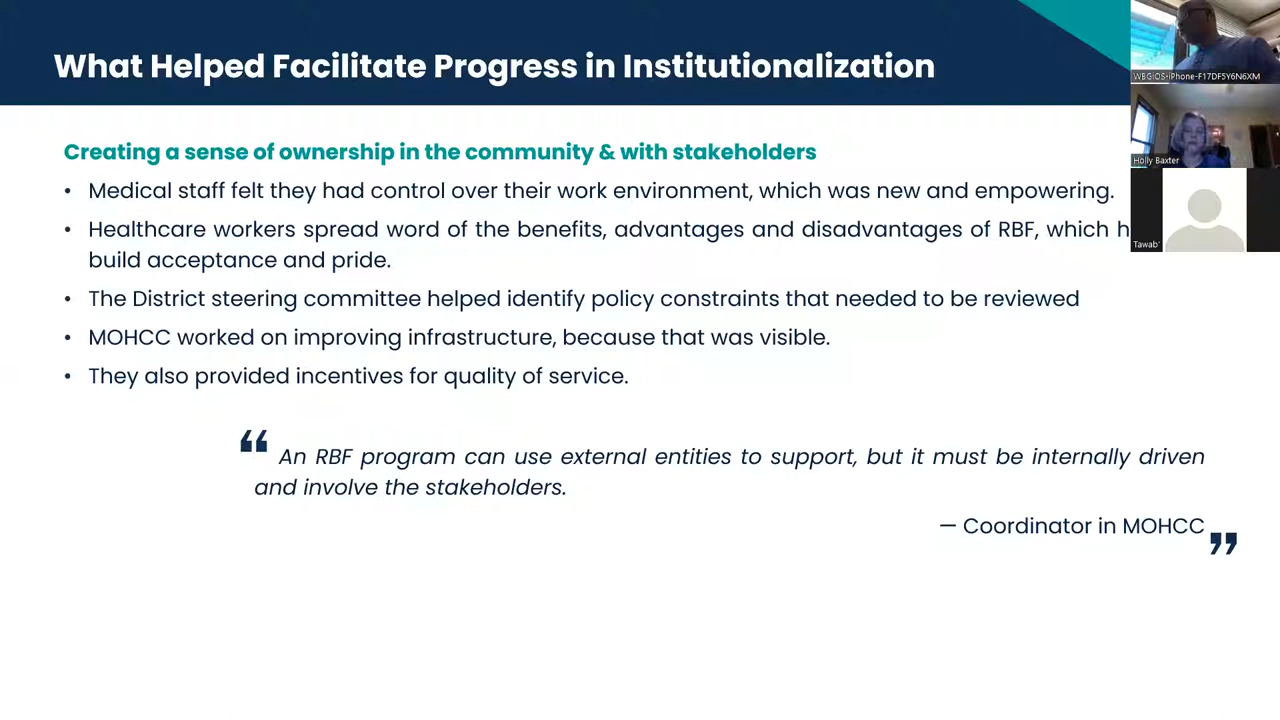 What Helped Facilitate Progress in Institutionalization
WBGIOS-iPhone-F17DF5Y6N6XM
Holly Baxter
Tawab'
Creating a sense of ownership in the community & with stakeholders
• Medical staff felt they had control over their work environment, which was new and empowering.
• Healthcare workers spread word of the benefits, advantages and disadvantages of RBF, which
build acceptance and pride.
• The District steering committee helped identify policy constraints that needed to be reviewed
• MOHCC worked on improving infrastructure, because that was visible.
• They also provided incentives for quality of service.
“ An RBF program can use external entities to support, but it must be internally driven
and involve the stakeholders.
— Coordinator in MOHCC ”